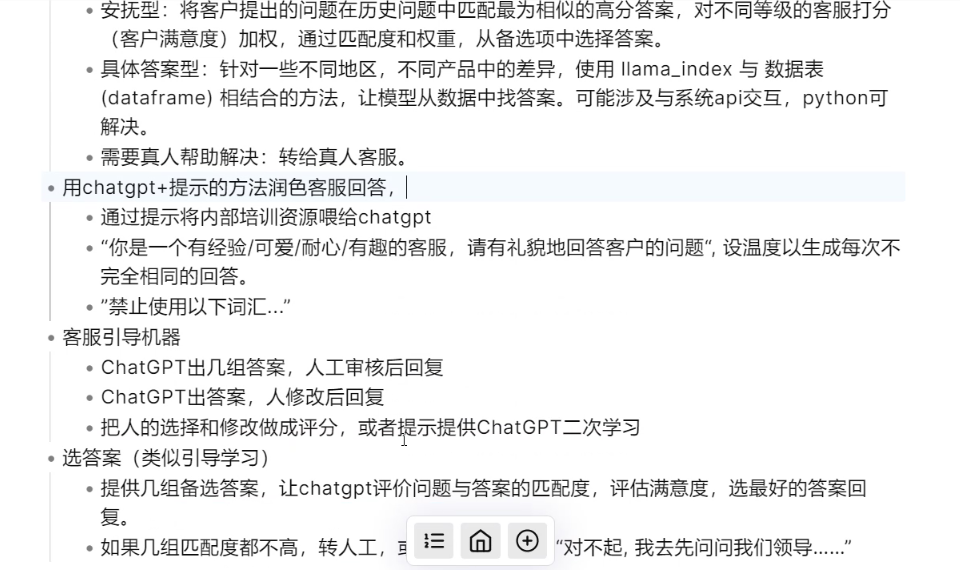 安抚型：将客户提出的问题在历史问题中匹配最为相似的高分答案，对不同等级的客服打分
（客户满意度）加权，通过匹配度和权重，从备选项中选择答案。
具体答案型：针对一些不同地区，不同产品中的差异，使用 llama_index 与 数据表
(dataframe) 相结合的方法，让模型从数据中找答案。可能涉及与系统api交互，python可
解决。
需要真人帮助解决：转给真人客服。
用chatgpt+提示的方法润色客服回答，
通过提示将内部培训资源喂给chatgpt
“你是一个有经验/可爱/耐心/有趣的客服，请有礼貌地回答客户的问题“, 设温度以生成每次不
完全相同的回答。
”禁止使用以下词汇...”
客服引导机器
ChatGPT出几组答案，人工审核后回复
ChatGPT出答案，人修改后回复
把人的选择和修改做成评分，或者提示提供ChatGPT二次学习
选答案（类似引导学习）
提供几组备选答案，让chatgpt评价问题与答案的匹配度，评估满意度，选最好的答案回
复。
如果几组匹配度都不高，转人工， “对不起, 我去先问问我们领导......”